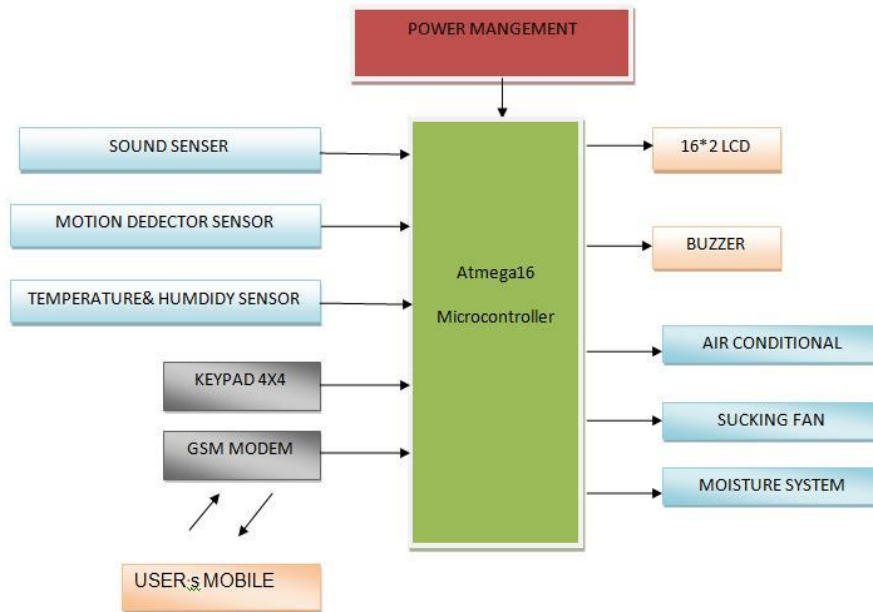 POWER MANGEMENT
SOUND SENSER
MOTION DEDECTOR SENSOR
TEMPERATURE& HUMDIDY SENSOR
KEYPAD 4X4
GSM MODEM
USER;s MOBILE
Atmega16
Microcontroller
16*2 LCD
BUZZER
AIR CONDITIONAL
SUCKING FAN
MOISTURE SYSTEM